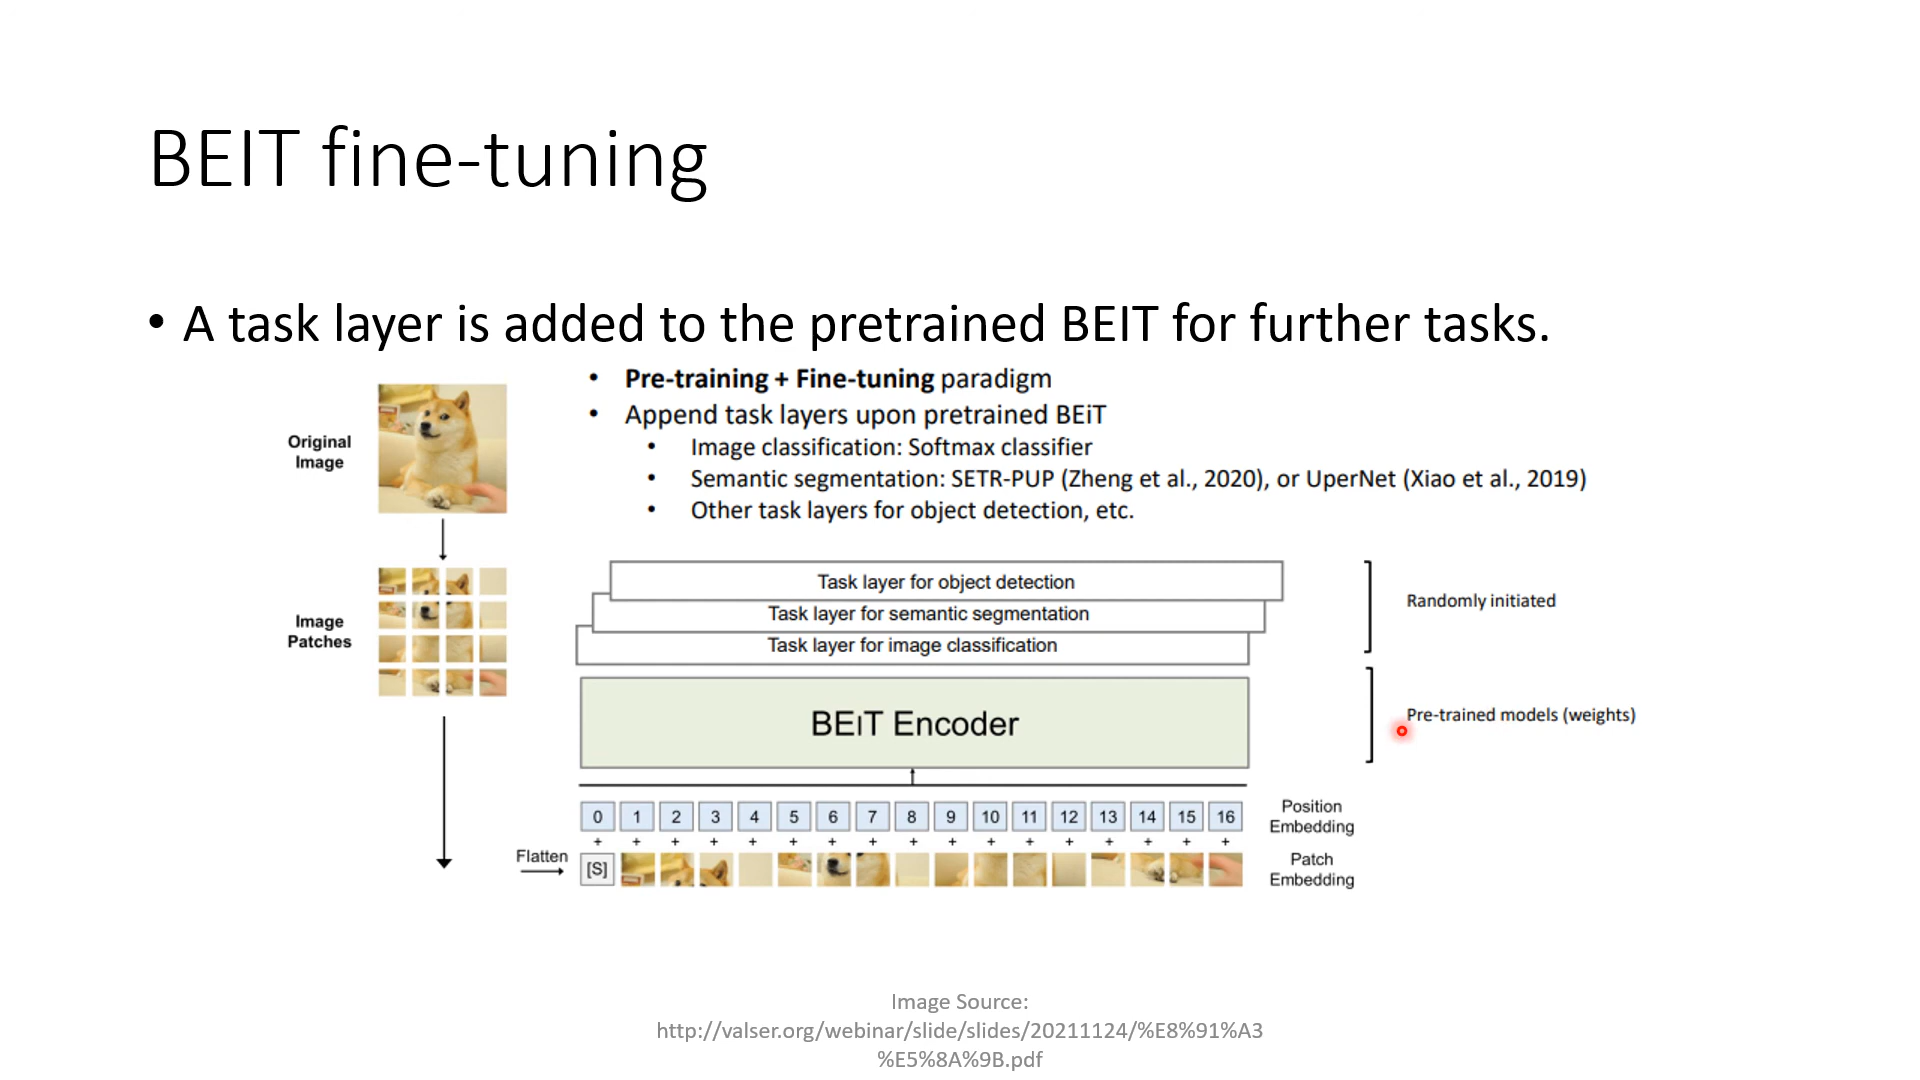 BEIT fine-tuning
• A task layer is added to the pretrained BEIT for further tasks.
• Pre-training + Fine-tuning paradigm
• Append task layers upon pretrained BEiT
• Image classification: Softmax classifier
• Semantic segmentation: SETR-PUP (Zheng et al., 2020), or UperNet (Xiao et al., 2019)
• Other task layers for object detection, etc.
Original
Image
Image
Patches
Task layer for object detection
Task layer for semantic segmentation
Task layer for image classification
Randomly initiated
BEIT Encoder
Pre-trained models (weights)
0 1 2 3 4 5 6 7 8 9 10 11 12 13 14 15 16
Position
Embedding
+ + + + + + + + + + + + + + + + +
Flatten
[S]
Patch
Embedding
Image Source:
http://valser.org/webinar/slide/slides/20211124/%E8%91%A3
%E5%8A%9B.pdf